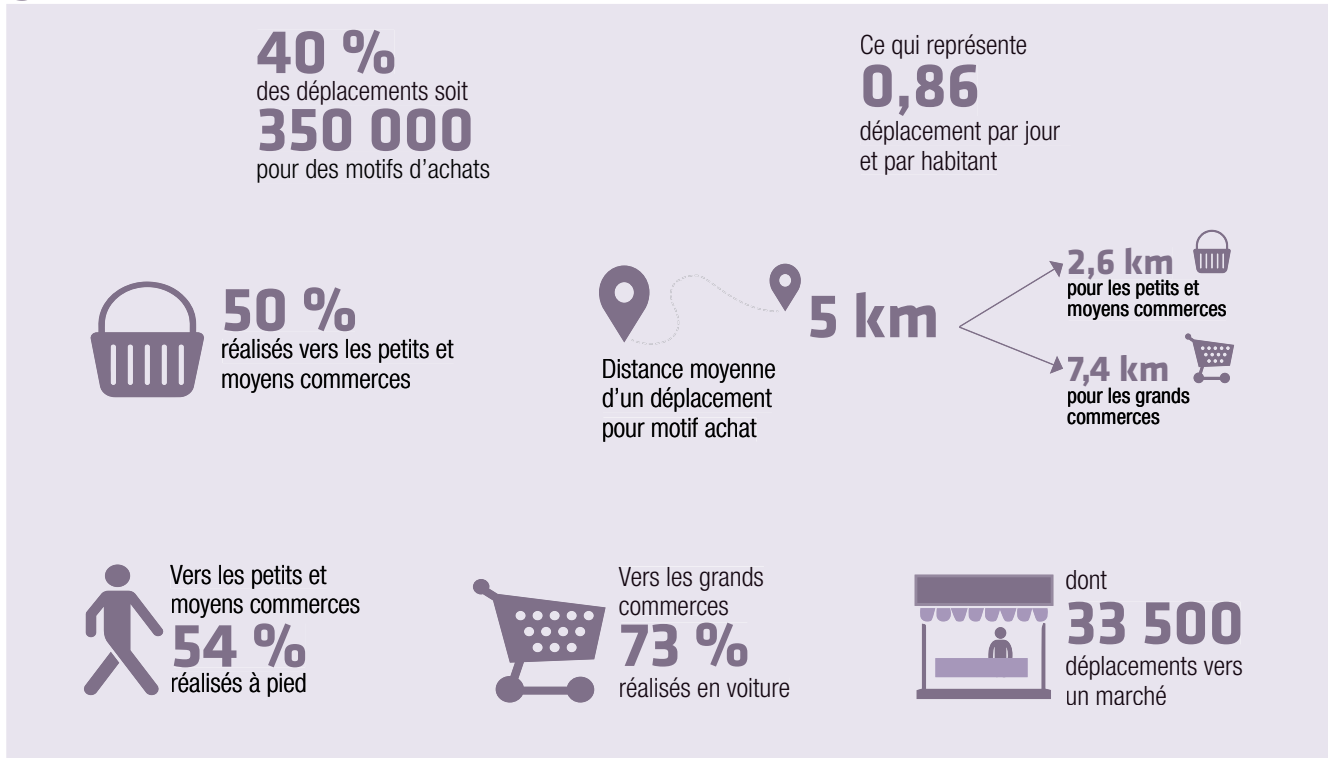 40 %
des déplacements soit
350 000
pour des motifs d'achats
Ce qui représente
0,86
déplacement par jour
et par habitant
50 %
réalisés vers les petits et
moyens commerces
Distance moyenne
d'un déplacement
pour motif achat
5 km
2,6 km
pour les petits et
moyens commerces
7,4 km
pour les grands
commerces
Vers les petits et
moyens commerces
54 %
réalisés à pied
Vers les grands
commerces
73 %
réalisés en voiture
dont
33 500
déplacements vers
un marché